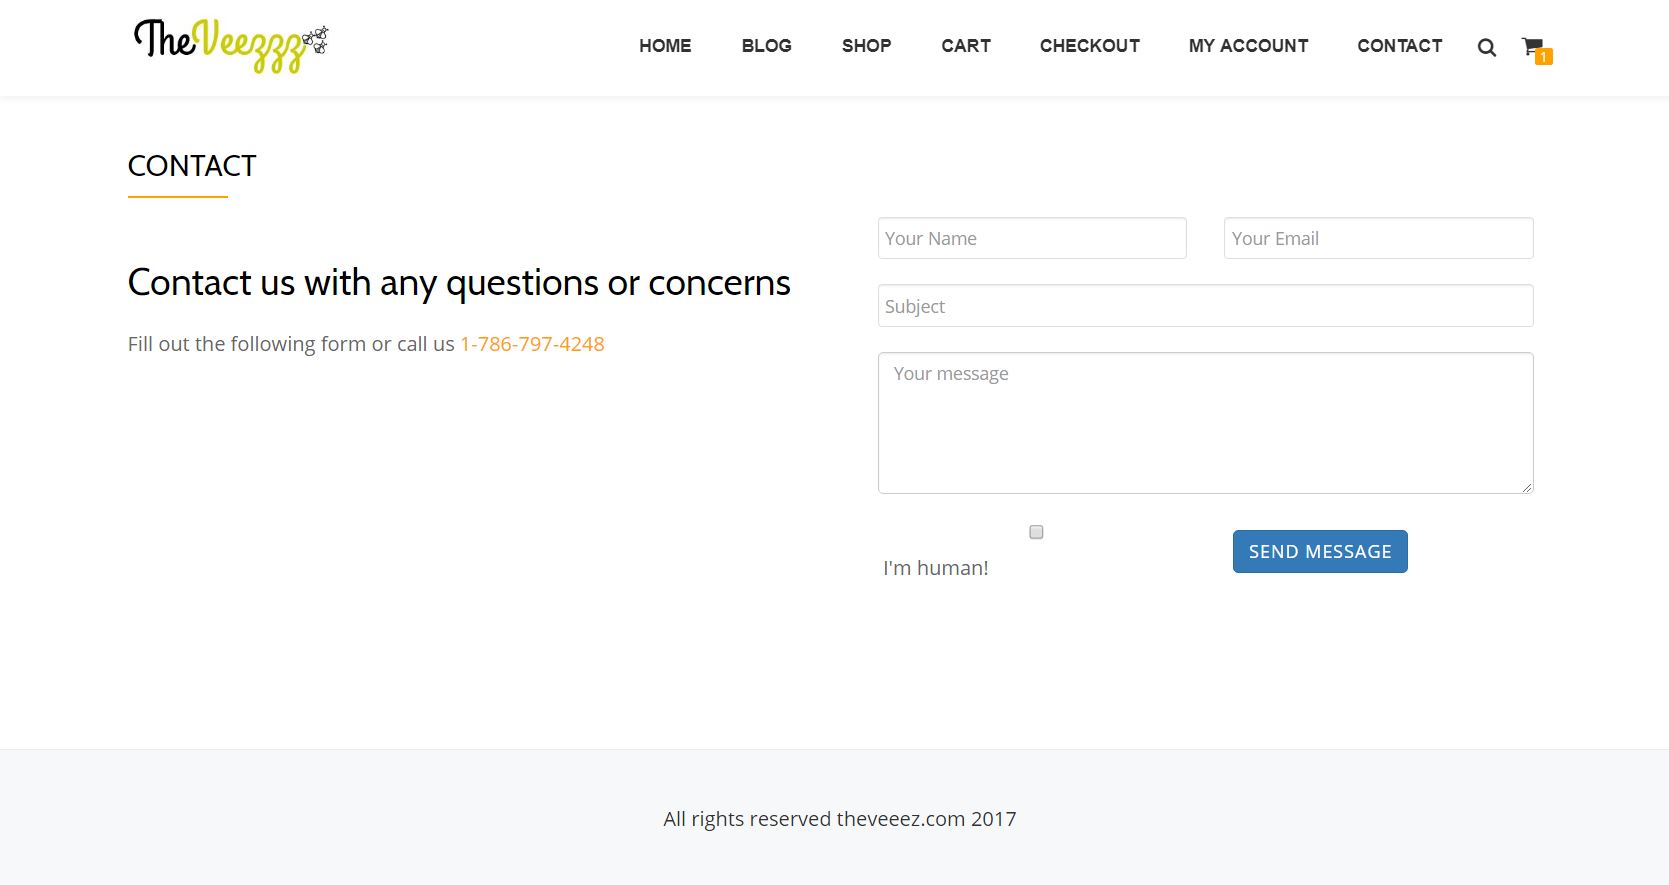 TheVeezzz
HOME BLOG SHOP CART CHECKOUT MY ACCOUNT CONTACT 1
CONTACT
Contact us with any questions or concerns
Fill out the following form or call us 1-786-797-4248
Your Name Your Email
Subject
Your message
I'm human!
SEND MESSAGE
All rights reserved theveeez.com 2017